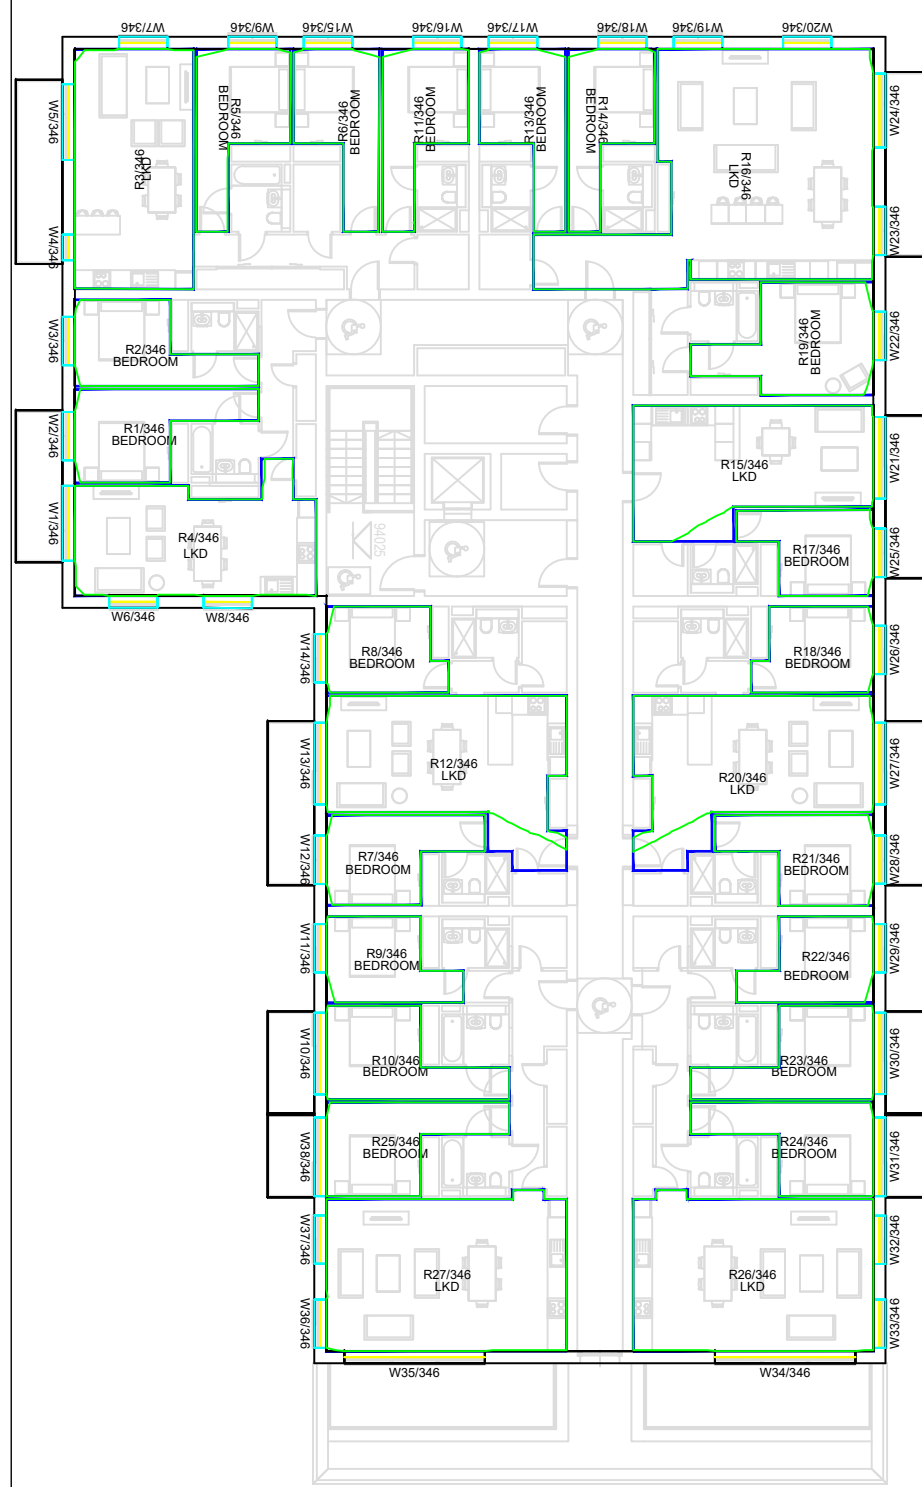 W7/346
W9/346
W15/346
W16/346
W17/346
W18/346
W19/346
W20/346
W5/346
R3/346
LKD
R5/346
BEDROOM
R6/346
BEDROOM
R11/346
BEDROOM
R13/346
BEDROOM
R14/346
BEDROOM
R16/346
LKD
W24/346
W4/346
W23/346
W3/346
R2/346
BEDROOM
R19/346
BEDROOM
W22/346
W2/346
R1/346
BEDROOM
R15/346
LKD
W21/346
W1/346
R4/346
LKD
94026
R17/346
BEDROOM
W25/346
W6/346
W8/346
W14/346
R8/346
BEDROOM
R18/346
BEDROOM
W26/346
W13/346
R12/346
LKD
R20/346
LKD
W27/346
W12/346
R7/346
BEDROOM
R21/346
BEDROOM
W28/346
W11/346
R9/346
BEDROOM
R22/346
BEDROOM
W29/346
W10/346
R10/346
BEDROOM
R23/346
BEDROOM
W30/346
W38/346
R25/346
BEDROOM
R24/346
BEDROOM
W31/346
W37/346
R27/346
LKD
R26/346
LKD
W32/346
W36/346
W33/346
W35/346
W34/346